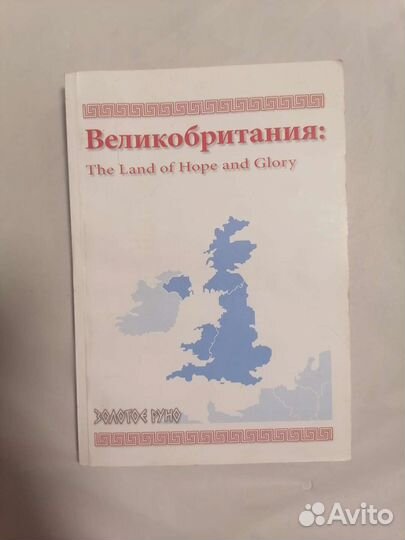 Великобритания:
The Land of Hope and Glory
ЗОЛОТОЕ РУНО
Avito